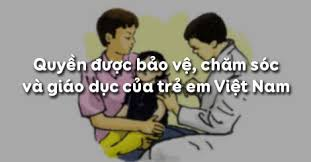 Quyền được bảo vệ, chăm sóc
và giáo dục của trẻ em Việt Nam